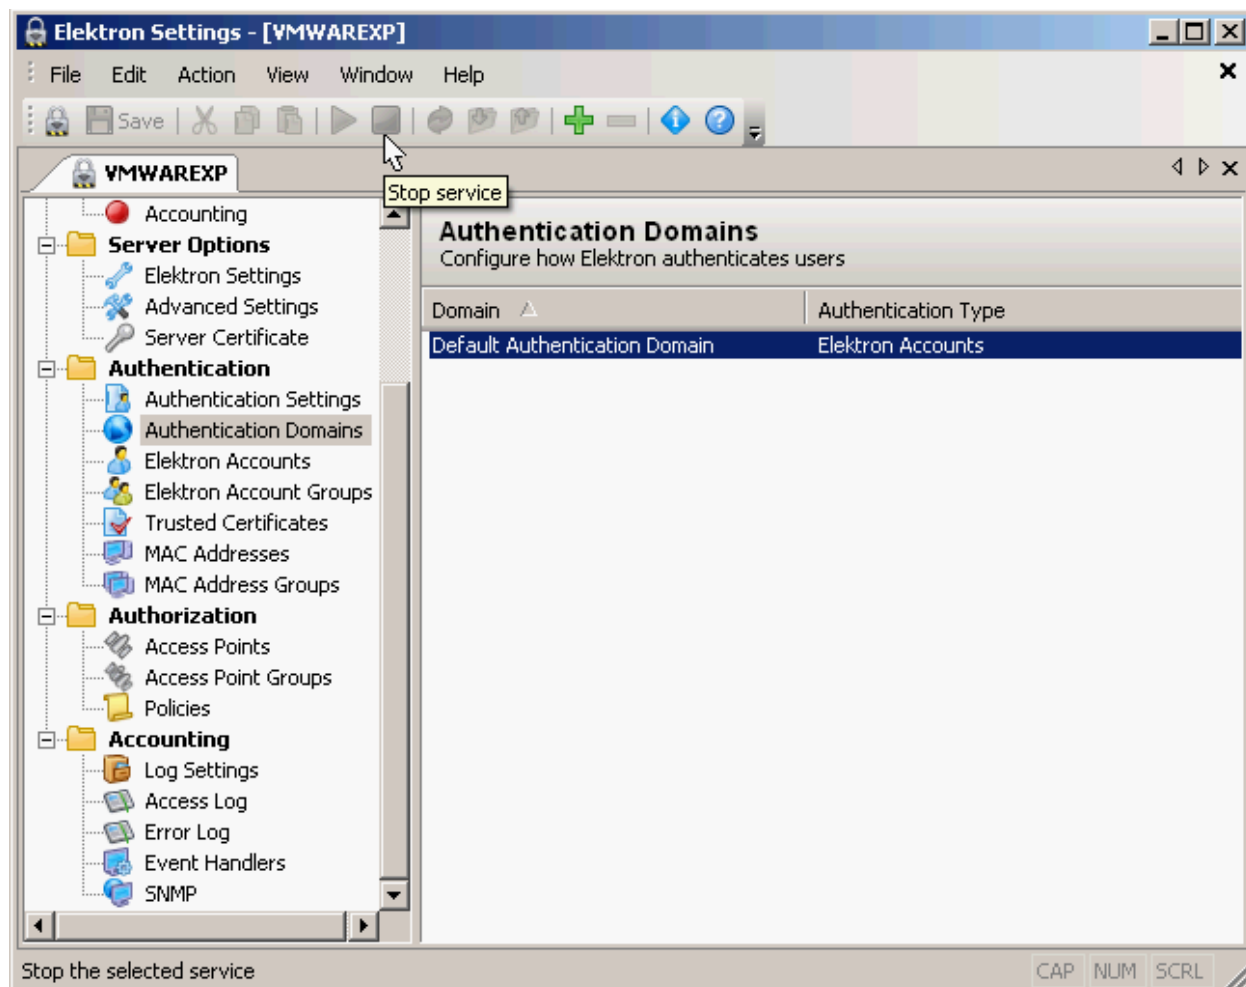 Elektron Settings - [VMWAREXP]
File Edit Action View Window Help
Save
VMWAREXP
Stop service
Accounting
Server Options
Elektron Settings
Advanced Settings
Server Certificate
Authentication
Authentication Settings
Authentication Domains
Elektron Accounts
Elektron Account Groups
Trusted Certificates
MAC Addresses
MAC Address Groups
Authorization
Access Points
Access Point Groups
Policies
Accounting
Log Settings
Access Log
Error Log
Event Handlers
SNMP
Authentication Domains
Configure how Elektron authenticates users
Domain Authentication Type
Default Authentication Domain Elektron Accounts
Stop the selected service CAP NUM SCRL